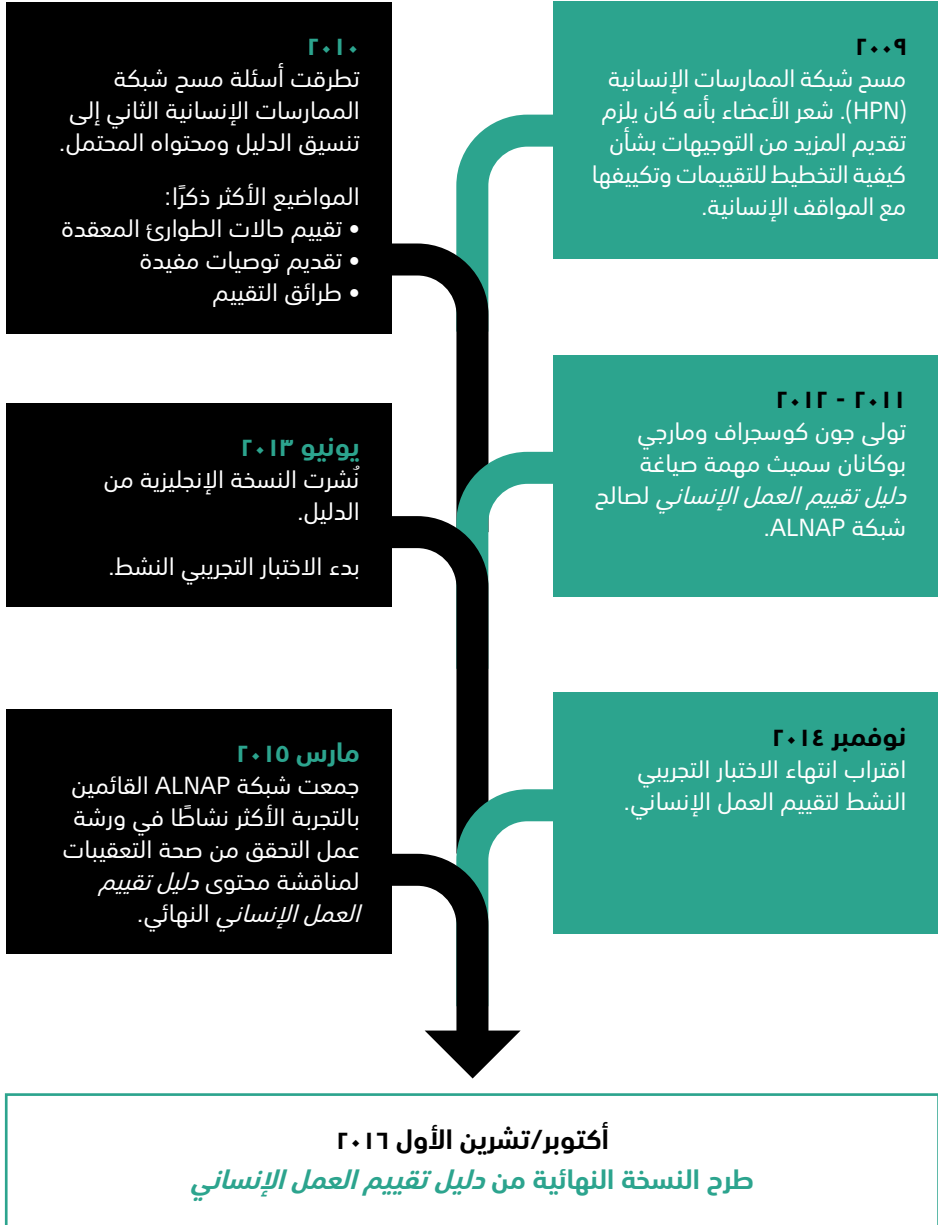 ٢٠٠٩
مسح شبكة الممارسات الإنسانية
(HPN). شعر الأعضاء بأنه كان يلزم
تقديم المزيد من التوجيهات بشأن
كيفية التخطيط للتقييمات وتكييفها
مع المواقف الإنسانية.
٢٠١٠
تطرقت أسئلة مسح شبكة
الممارسات الإنسانية الثاني إلى
تنسيق الدليل ومحتواه المحتمل.
المواضيع الأكثر ذكرًا:
• تقييم حالات الطوارئ المعقدة
• تقديم توصيات مفيدة
• طرائق التقييم
٢٠١١ - ٢٠١٢
تولى جون كوسجراف ومارجي
بوكانان سميث مهمة صياغة
دليل تقييم العمل الإنساني لصالح
شبكة ALNAP.
يونيو ٢٠١٣
نُشرت النسخة الإنجليزية من
الدليل.
بدء الاختبار التجريبي النشط.
نوفمبر ٢٠١٤
اقتراب انتهاء الاختبار التجريبي
النشط لتقييم العمل الإنساني.
مارس ٢٠١٥
جمعت شبكة ALNAP القائمين
بالتجربة الأكثر نشاطًا في ورشة
عمل التحقق من صحة التعقيبات
لمناقشة محتوى دليل تقييم
العمل الإنساني النهائي.
أكتوبر/تشرين الأول ٢٠١٦
طرح النسخة النهائية من دليل تقييم العمل الإنساني